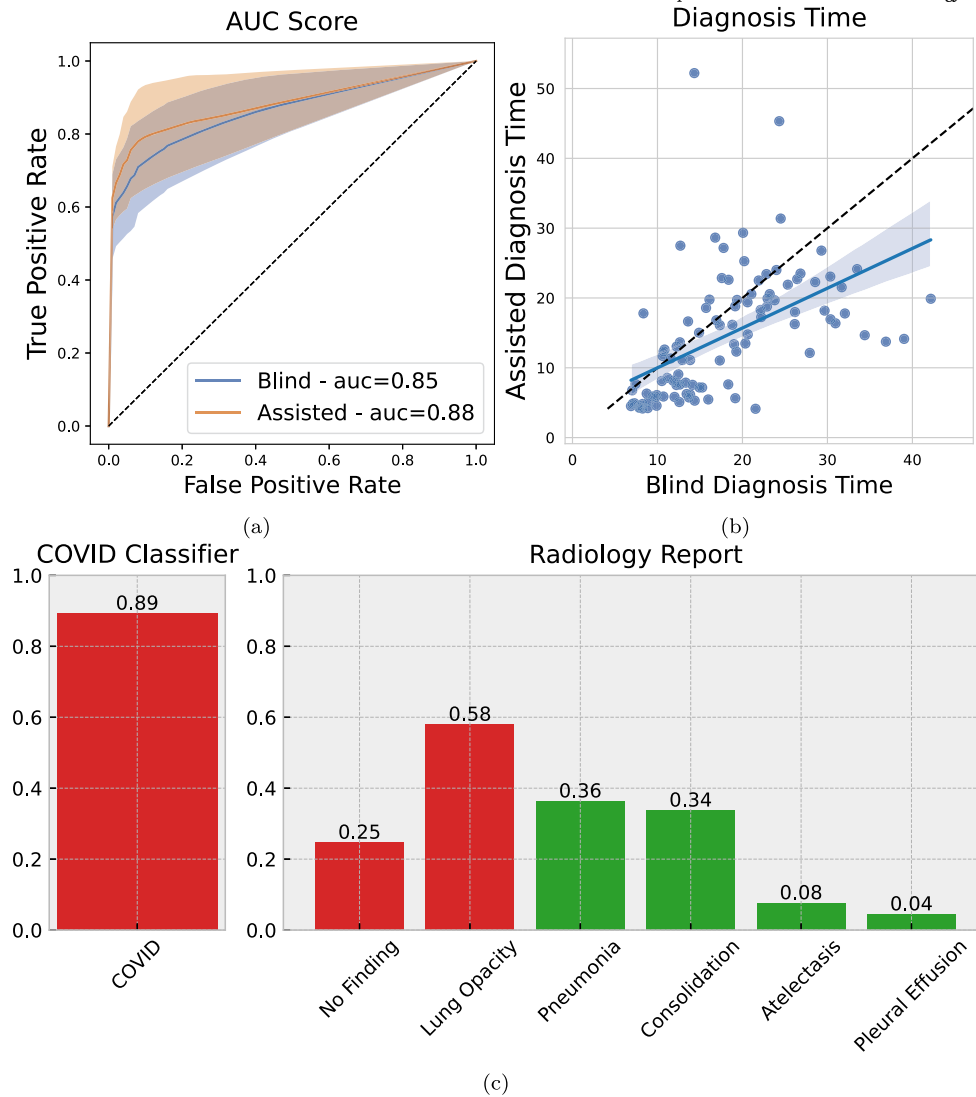 AUC Score
1.0
0.8
0.6
0.4
0.2
0.0
True Positive Rate
Blind - auc=0.85
Assisted - auc=0.88
0.0 0.2 0.4 0.6 0.8 1.0
False Positive Rate
(a)
Diagnosis Time
50
40
30
20
10
0
Assisted Diagnosis Time
0 10 20 30 40
Blind Diagnosis Time
(b)
COVID Classifier
1.0
0.8
0.6
0.4
0.2
0.0
0.89
COVID
Radiology Report
1.0
0.8
0.6
0.4
0.2
0.0
0.25
0.58
0.36
0.34
0.08
0.04
No Finding
Lung Opacity
Pneumonia
Consolidation
Atelectasis
Pleural Effusion
(c)